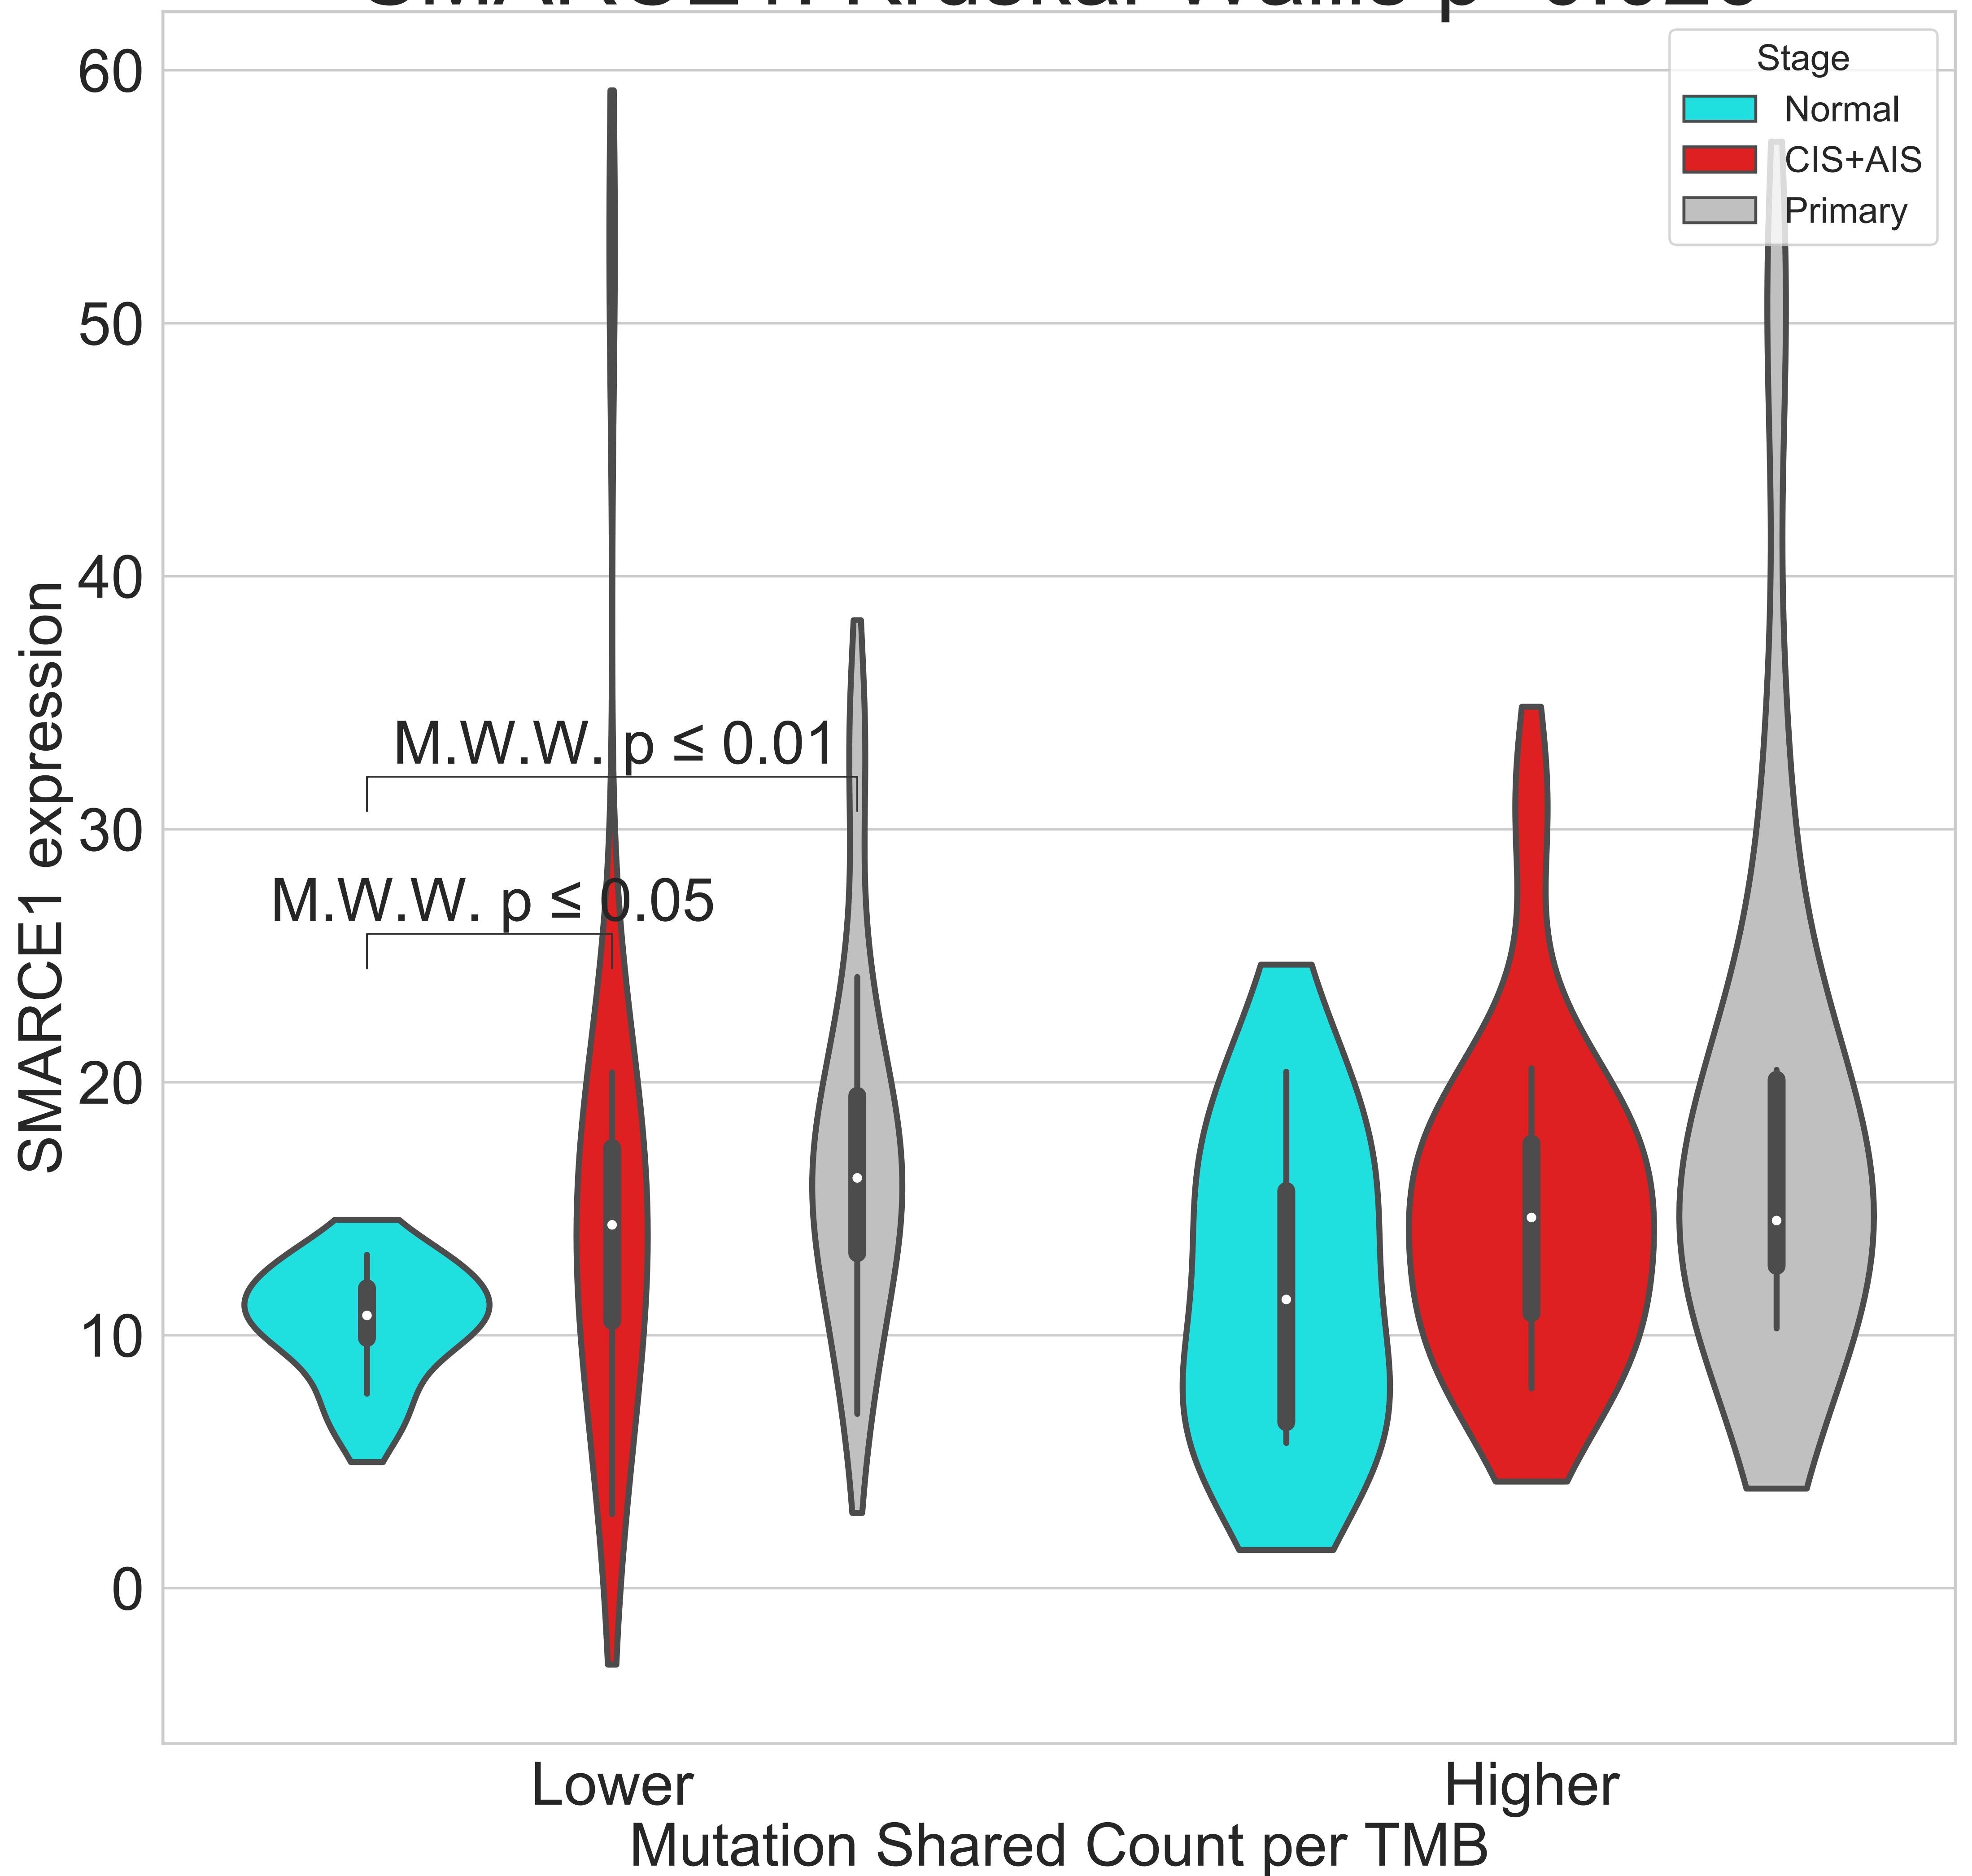 Stage
Normal
CIS+AIS
Primary
60
50
40
30
20
10
0
SMARCE1 expression
M.W.W. p ≤ 0.01
M.W.W. p ≤ 0.05
Lower
Higher
Mutation Shared Count per TMB